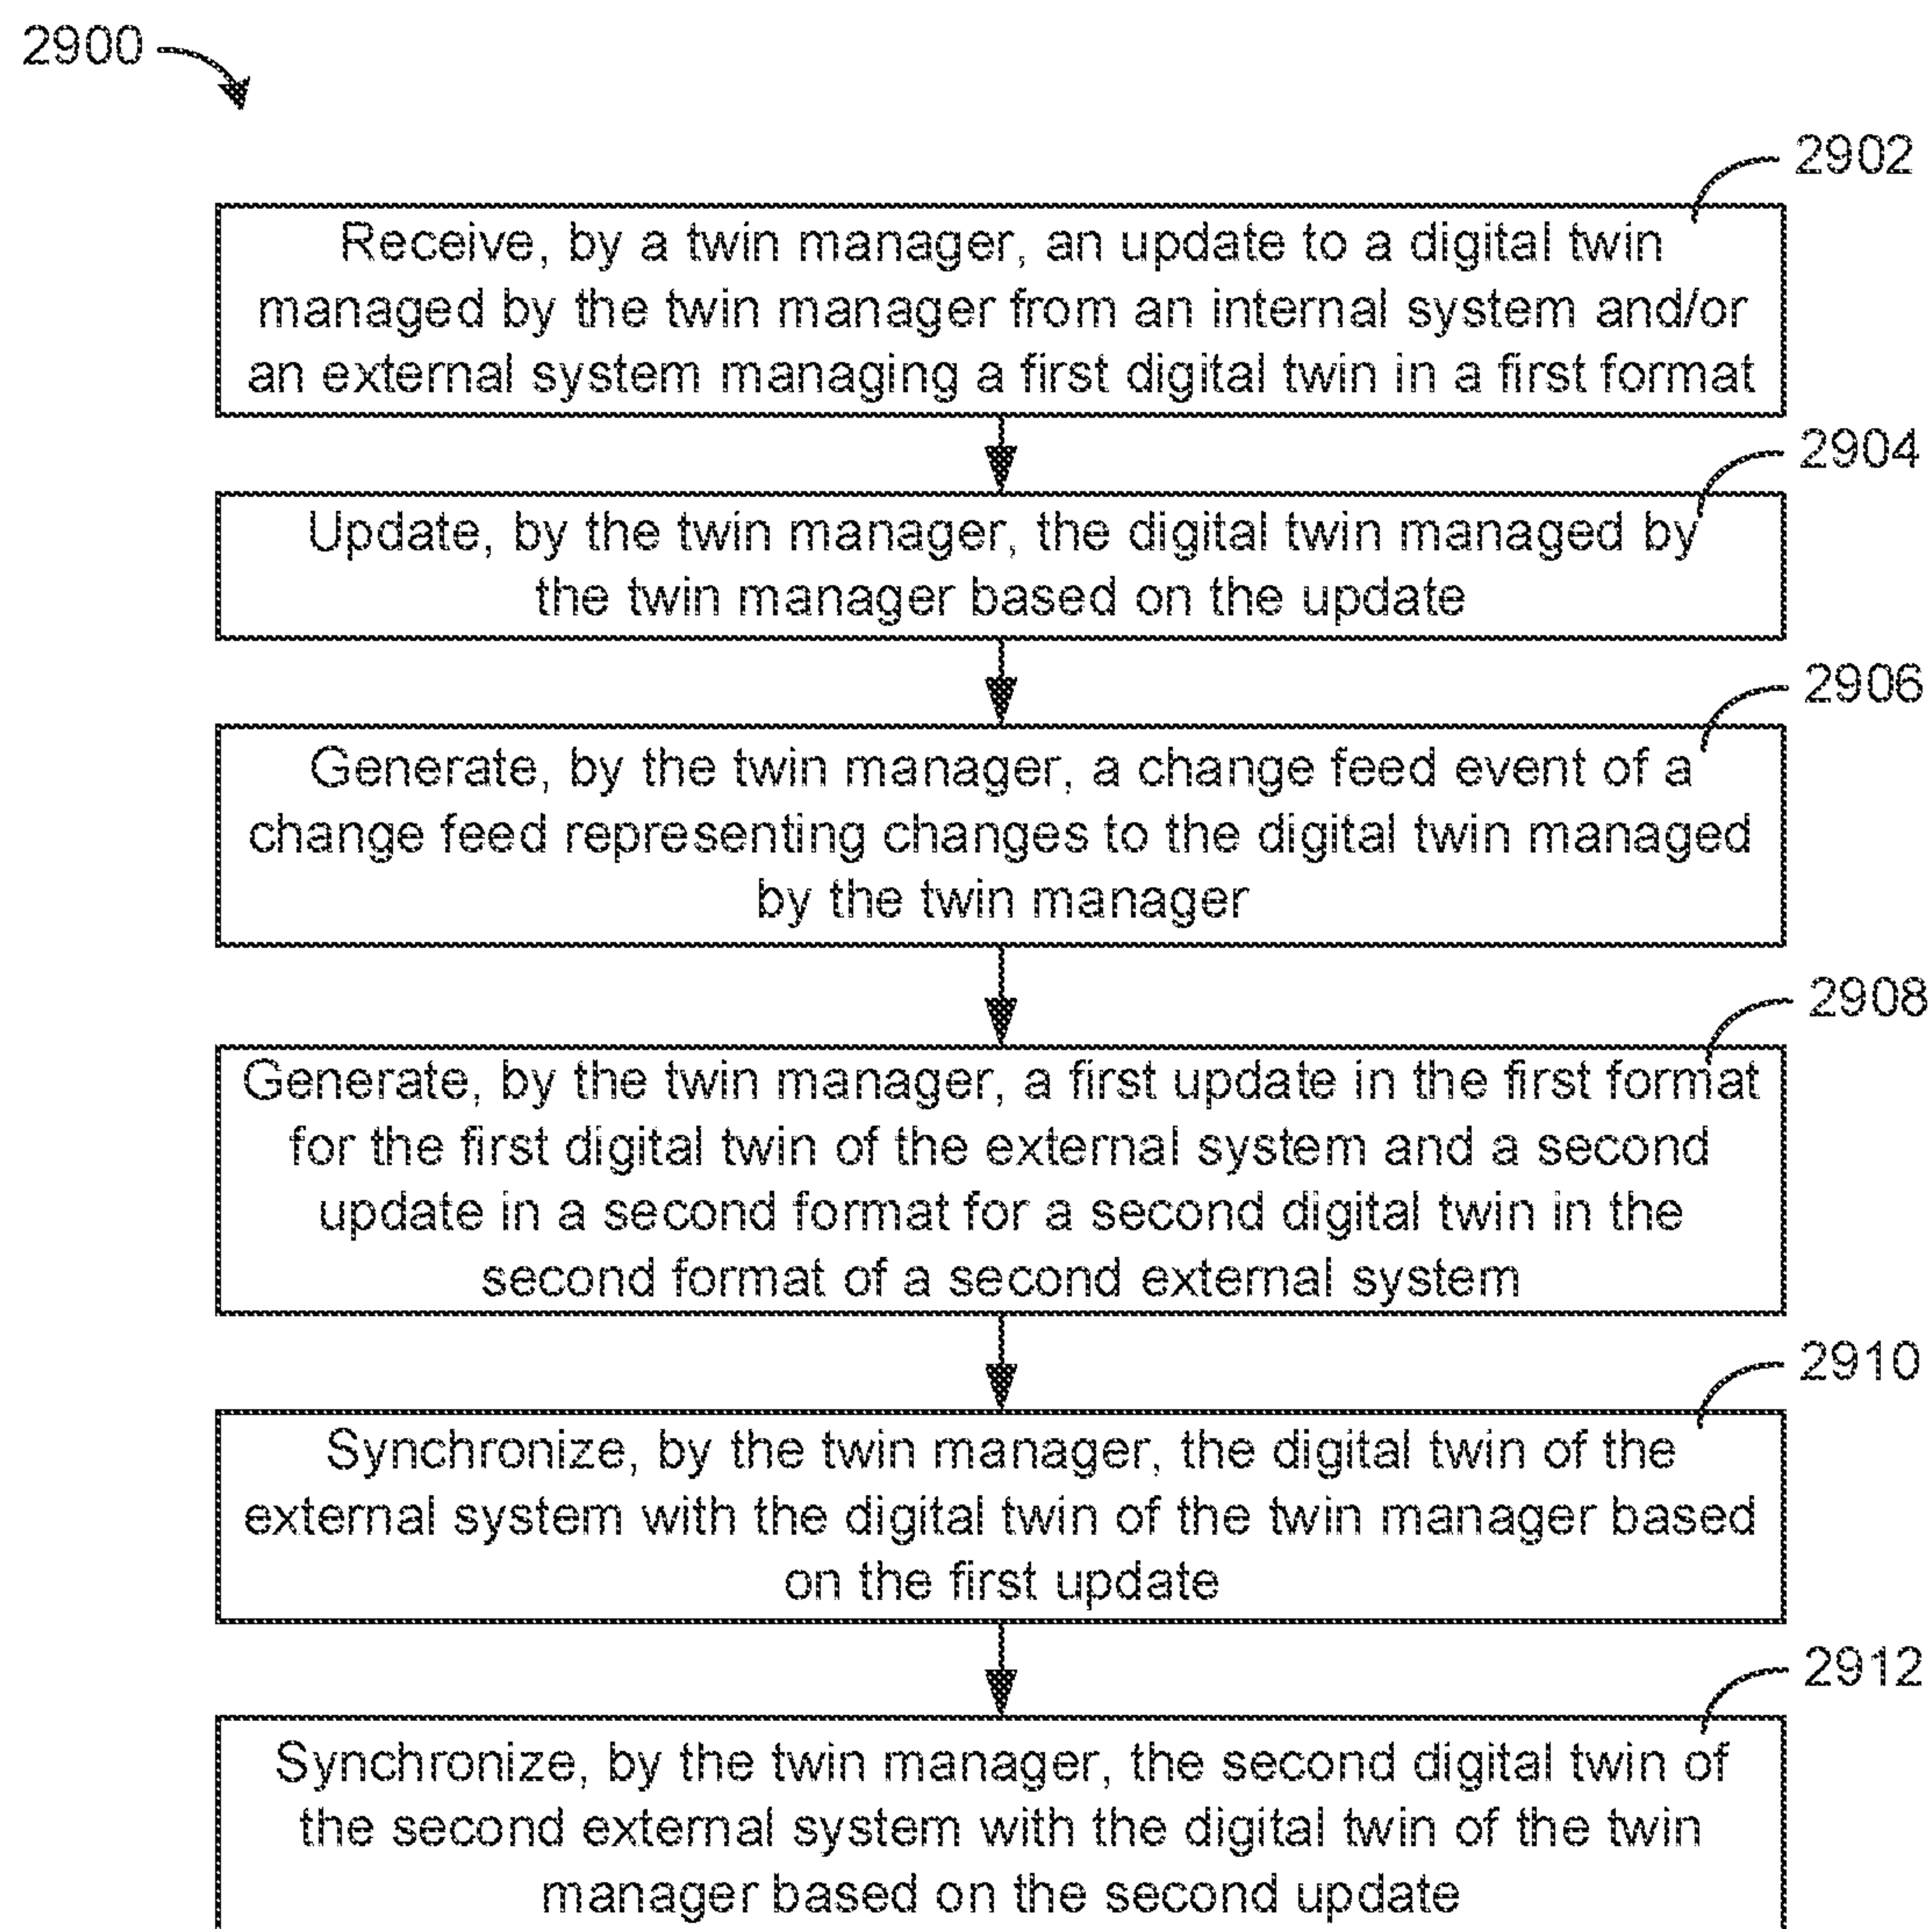 2900
2902
Receive, by a twin manager, an update to a digital twin
managed by the twin manager from an internal system and/or
an external system managing a first digital twin in a first format
2904
Update, by the twin manager, the digital twin managed by
the twin manager based on the update
2906
Generate, by the twin manager, a change feed event of a
change feed representing changes to the digital twin managed
by the twin manager
2908
Generate, by the twin manager, a first update in the first format
for the first digital twin of the external system and a second
update in a second format for a second digital twin in the
second format of a second external system
2910
Synchronize, by the twin manager, the digital twin of the
external system with the digital twin of the twin manager based
on the first update
2912
Synchronize, by the twin manager, the second digital twin of
the second external system with the digital twin of the twin
manager based on the second update